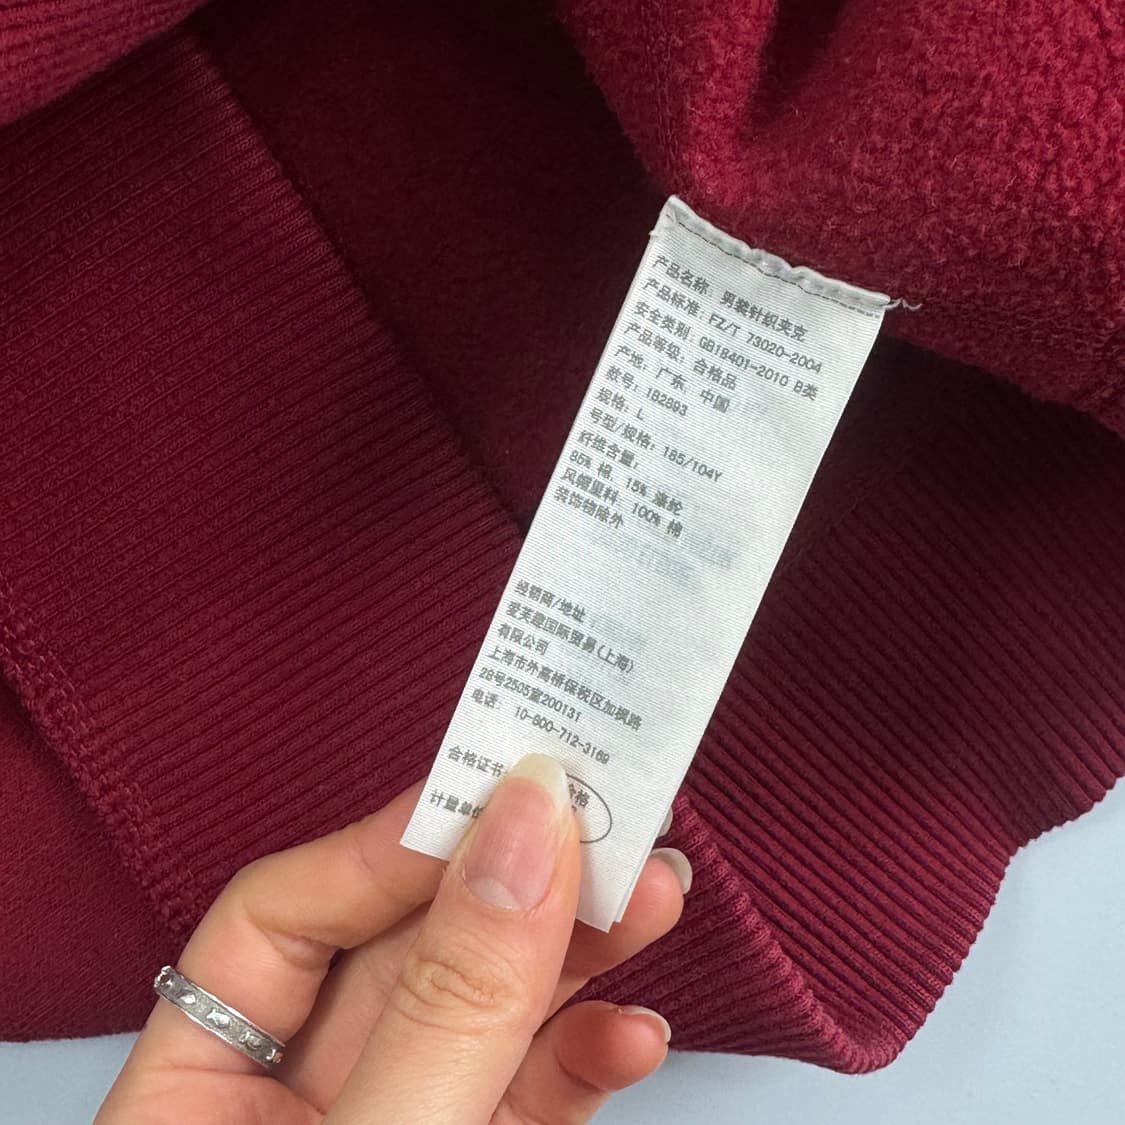 产品名称: 男装针织夹克
产品标准: FZ/T 73020-2004
安全类别: GB18401-2010 B类
产品等级: 合格品
产地: 广东, 中国
款号: 1B2893
规格: L
号型/规格: 185/104Y
纤维含量:
85% 棉, 15% 涤纶
风帽里料, 100% 棉
装饰物除外
经销商/地址:
爱芙趣国际贸易(上海)
有限公司
上海市外高桥保税区加枫路
28号2505室200131
电话: 10-800-712-3169
合格证书:
合格
计量单位